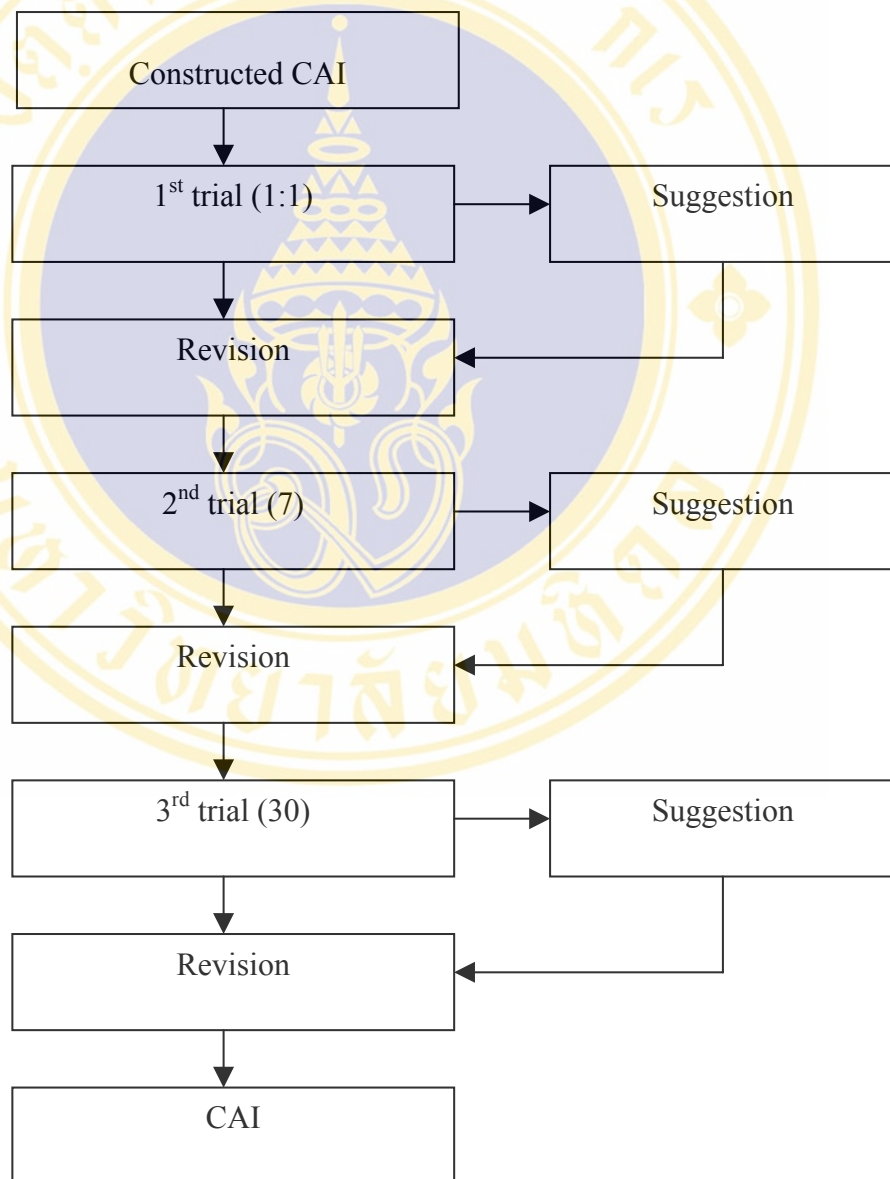 Constructed CAI
1st trial (1:1)
Suggestion
Revision
2nd trial (7)
Suggestion
Revision
3rd trial (30)
Suggestion
Revision
CAI